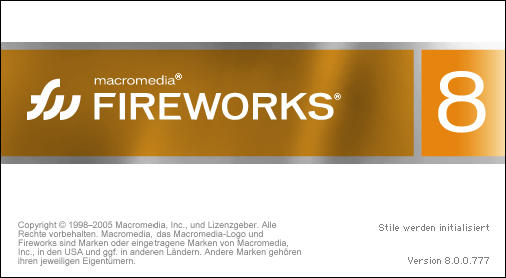 macromedia®
FIREWORKS®
8
Copyright © 1998–2005 Macromedia, Inc., und Lizenzgeber. Alle
Rechte vorbehalten. Macromedia, das Macromedia-Logo und
Fireworks sind Marken oder eingetragene Marken von Macromedia,
Inc., in den USA und ggf. in anderen Ländern. Andere Marken gehören
ihren jeweiligen Eigentümern.
Stile werden initialisiert
Version 8.0.0.777